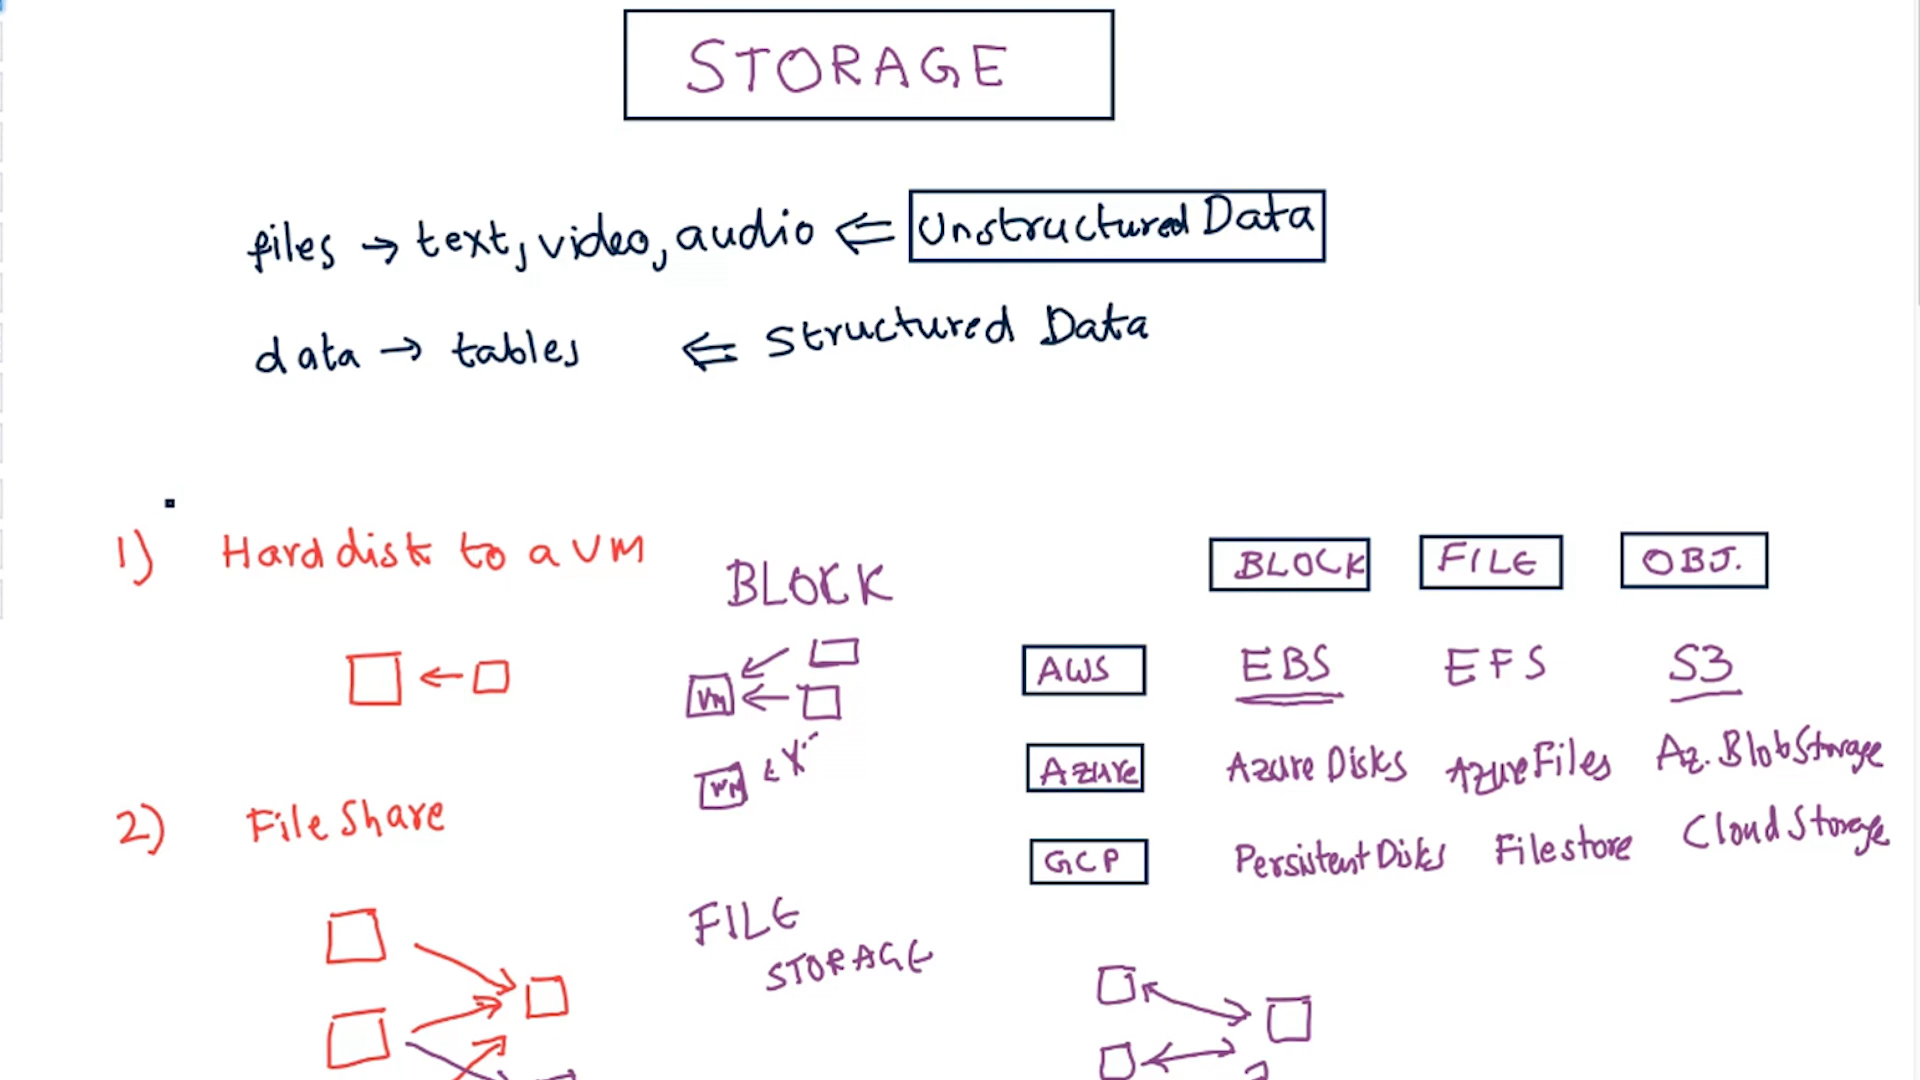 STORAGE
files → text, video, audio ⇐ Unstructured Data
data → tables ⇐ Structured Data
1) Hard disk to a VM
BLOCK
VM
VM
2) File Share
FILE
STORAGE
BLOCK FILE OBJ.
AWS EBS EFS S3
Azure Azure Disks Azure Files Az. Blob Storage
GCP Persistent Disks Filestore Cloud Storage